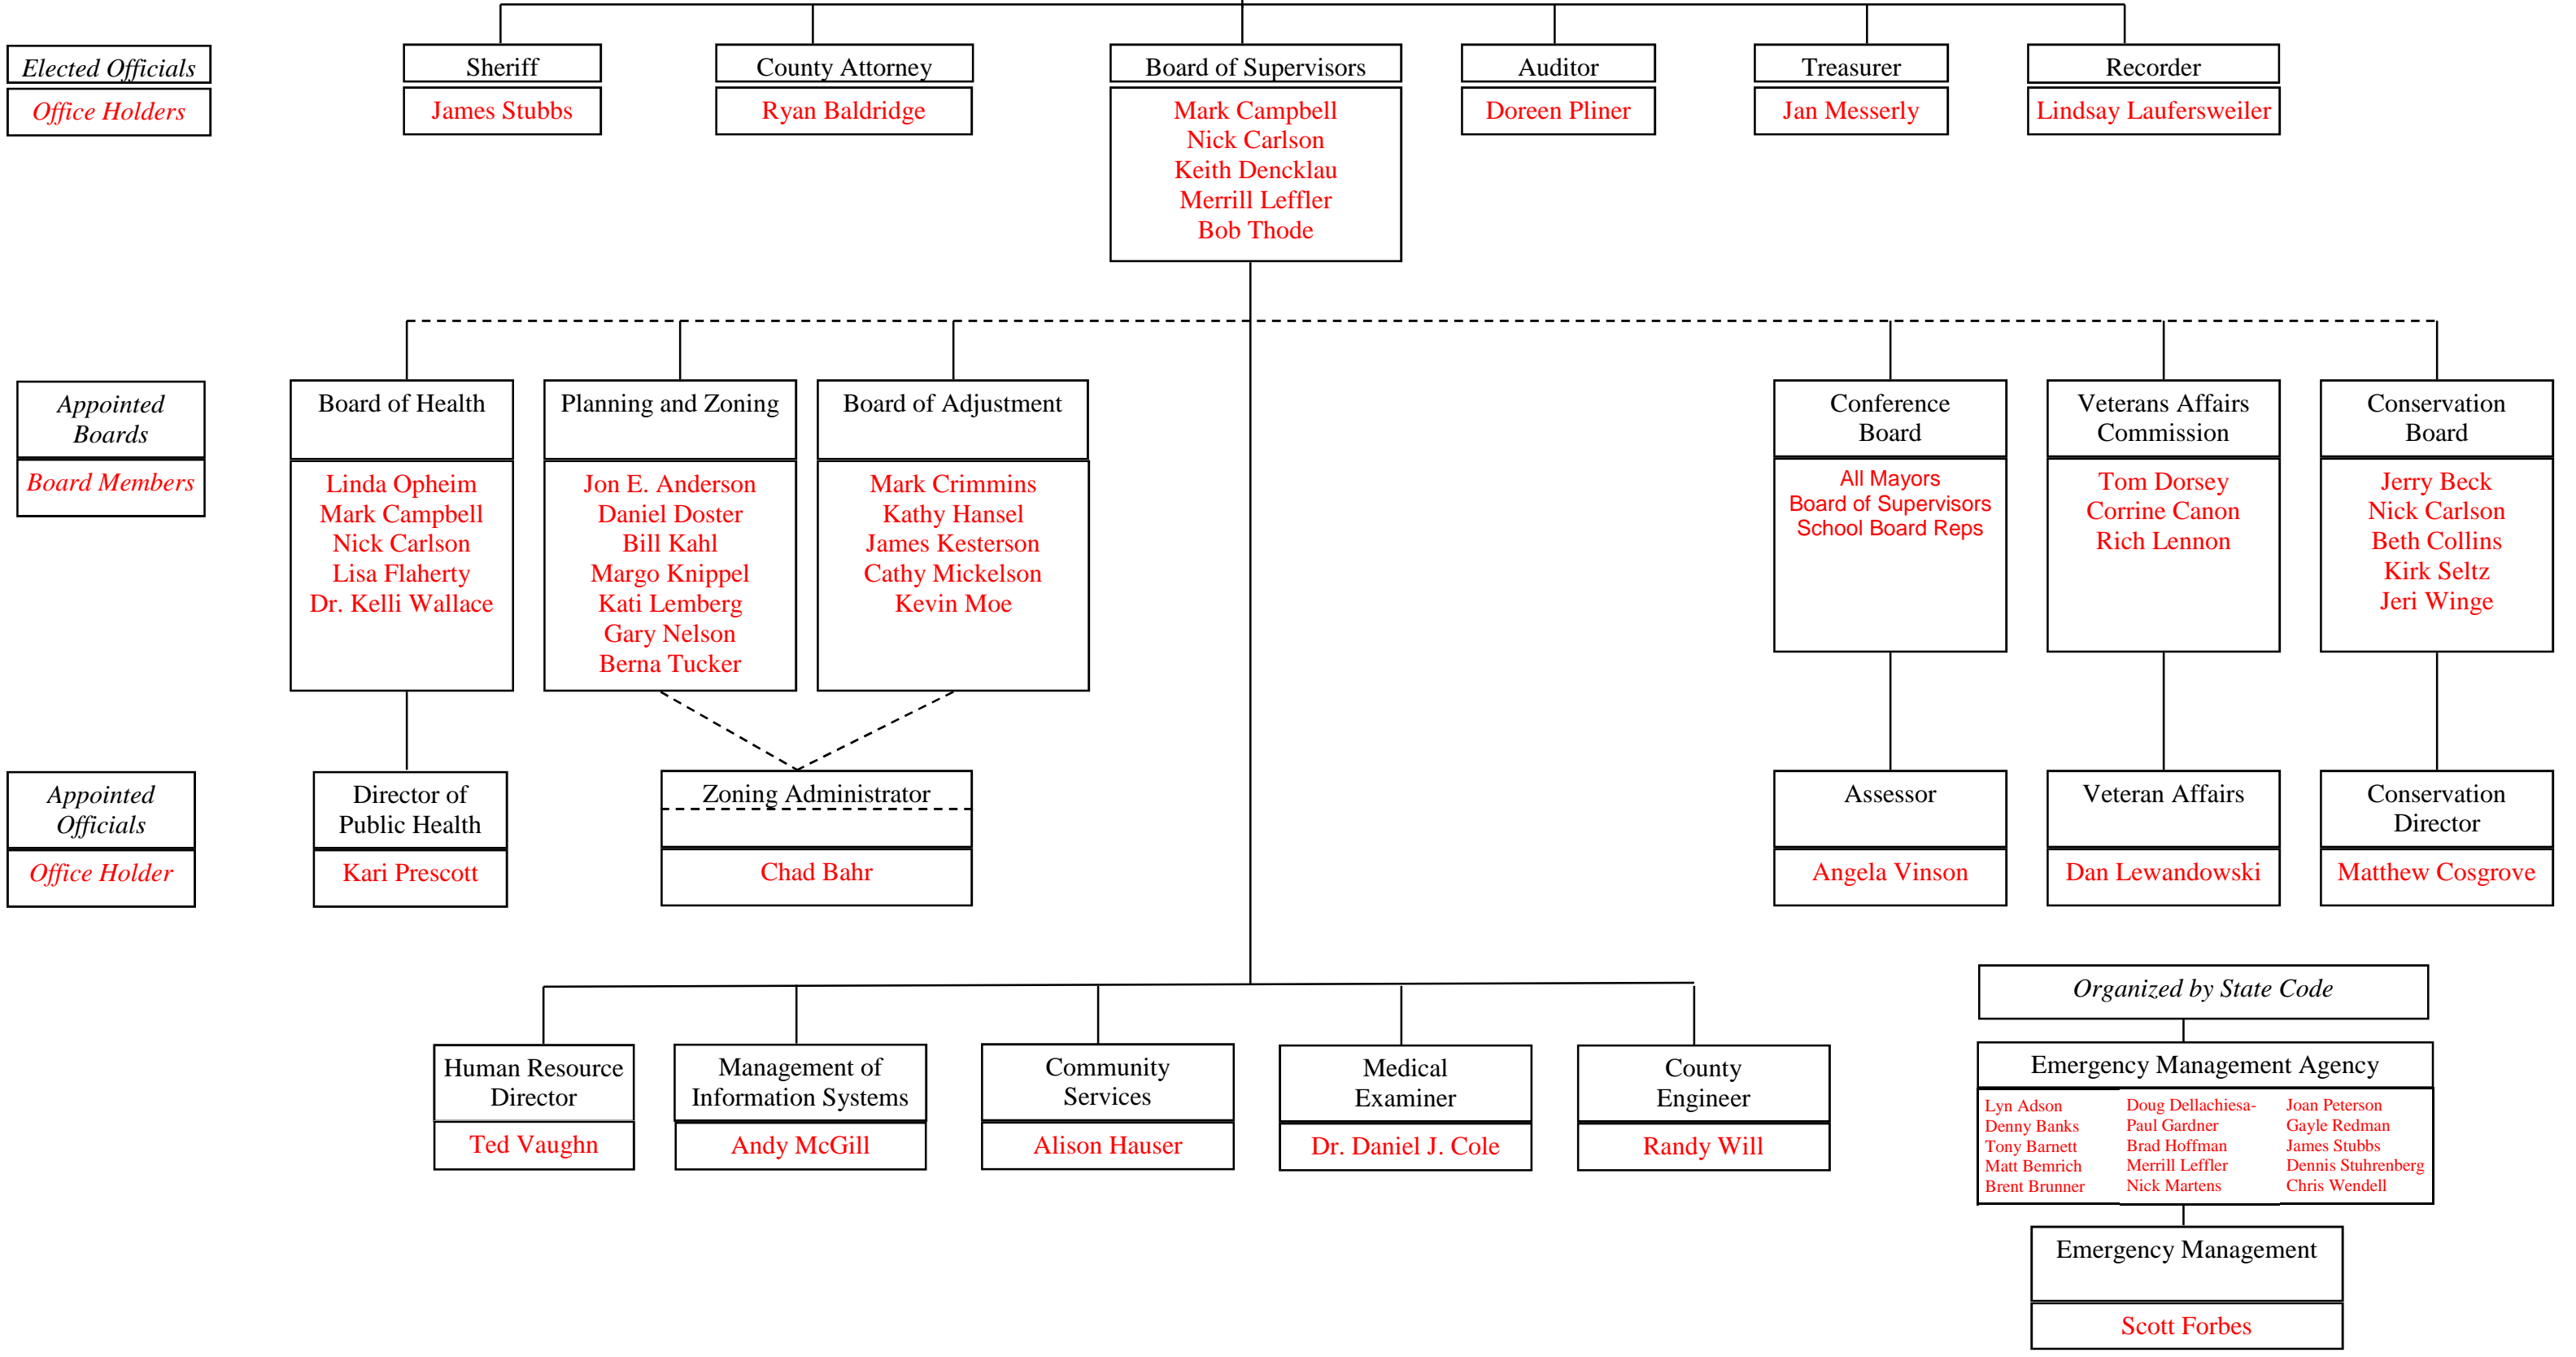 Elected Officials
Office Holders
Sheriff
James Stubbs
County Attorney
Ryan Baldridge
Board of Supervisors
Mark Campbell
Nick Carlson
Keith Dencklau
Merrill Leffler
Bob Thode
Auditor
Doreen Pliner
Treasurer
Jan Messerly
Recorder
Lindsay Laufersweiler
Appointed
Boards
Board Members
Board of Health
Linda Opheim
Mark Campbell
Nick Carlson
Lisa Flaherty
Dr. Kelli Wallace
Planning and Zoning
Jon E. Anderson
Daniel Doster
Bill Kahl
Margo Knippel
Kati Lemberg
Gary Nelson
Berna Tucker
Board of Adjustment
Mark Crimmins
Kathy Hansel
James Kesterson
Cathy Mickelson
Kevin Moe
Conference
Board
All Mayors
Board of Supervisors
School Board Reps
Veterans Affairs
Commission
Tom Dorsey
Corrine Canon
Rich Lennon
Conservation
Board
Jerry Beck
Nick Carlson
Beth Collins
Kirk Seltz
Jeri Winge
Appointed
Officials
Office Holder
Director of
Public Health
Kari Prescott
Zoning Administrator
Chad Bahr
Assessor
Angela Vinson
Veteran Affairs
Dan Lewandowski
Conservation
Director
Matthew Cosgrove
Human Resource
Director
Ted Vaughn
Management of
Information Systems
Andy McGill
Community
Services
Alison Hauser
Medical
Examiner
Dr. Daniel J. Cole
County
Engineer
Randy Will
Organized by State Code
Emergency Management Agency
Lyn Adson
Denny Banks
Tony Barnett
Matt Bemrich
Brent Brunner
Doug Dellachiesa-
Paul Gardner
Brad Hoffman
Merrill Leffler
Nick Martens
Joan Peterson
Gayle Redman
James Stubbs
Dennis Stuhrenberg
Chris Wendell
Emergency Management
Scott Forbes